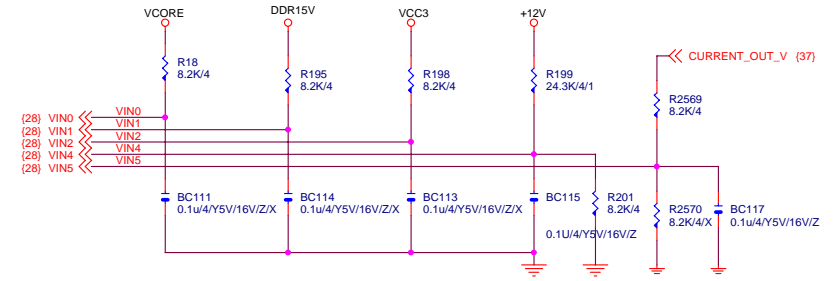 VCORE
DDR15V
VCC3
+12V
R18
8.2K/4
R195
8.2K/4
R198
8.2K/4
R199
24.3K/4/1
CURRENT_OUT_V {37}
R2569
8.2K/4
{28} VIN0 VIN0
{28} VIN1 VIN1
{28} VIN2 VIN2
{28} VIN4 VIN4
{28} VIN5 VIN5
BC111
0.1u/4/Y5V/16V/Z/X
BC114
0.1u/4/Y5V/16V/Z/X
BC113
0.1u/4/Y5V/16V/Z/X
BC115
0.1U/4/Y5V/16V/Z
R201
8.2K/4
R2570
8.2K/4/X
BC117
0.1u/4/Y5V/16V/Z